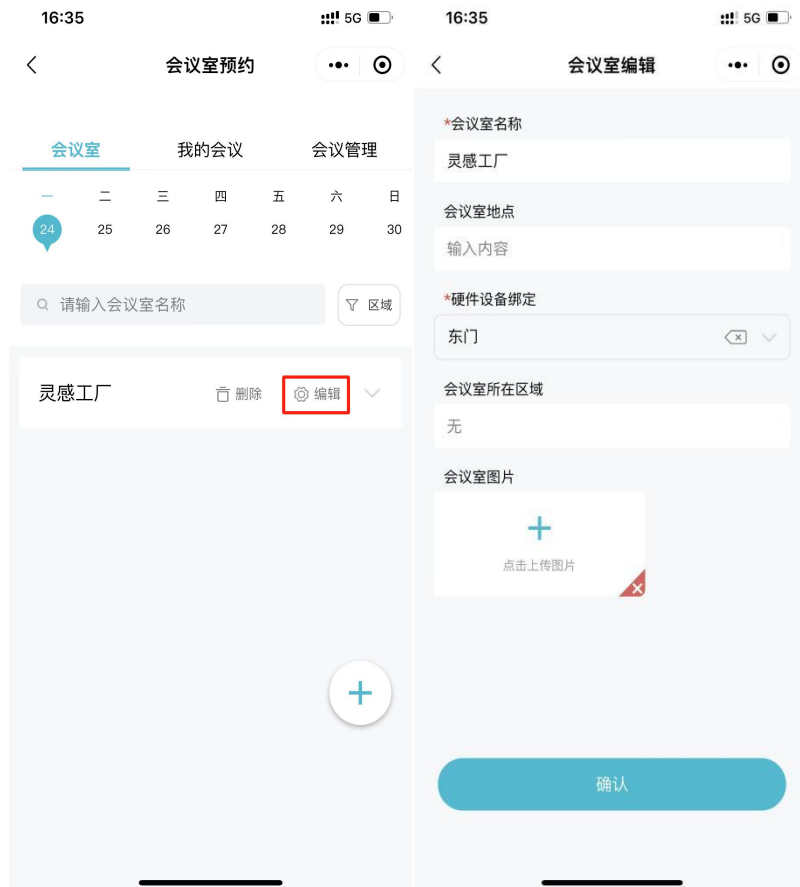 16:35
5G
会议室预约
会议室 我的会议 会议管理
一 二 三 四 五 六 日
24 25 26 27 28 29 30
请输入会议室名称
区域
灵感工厂 删除 编辑
16:35
5G
会议室编辑
*会议室名称
灵感工厂
会议室地点
输入内容
*硬件设备绑定
东门
会议室所在区域
无
会议室图片
点击上传图片
确认